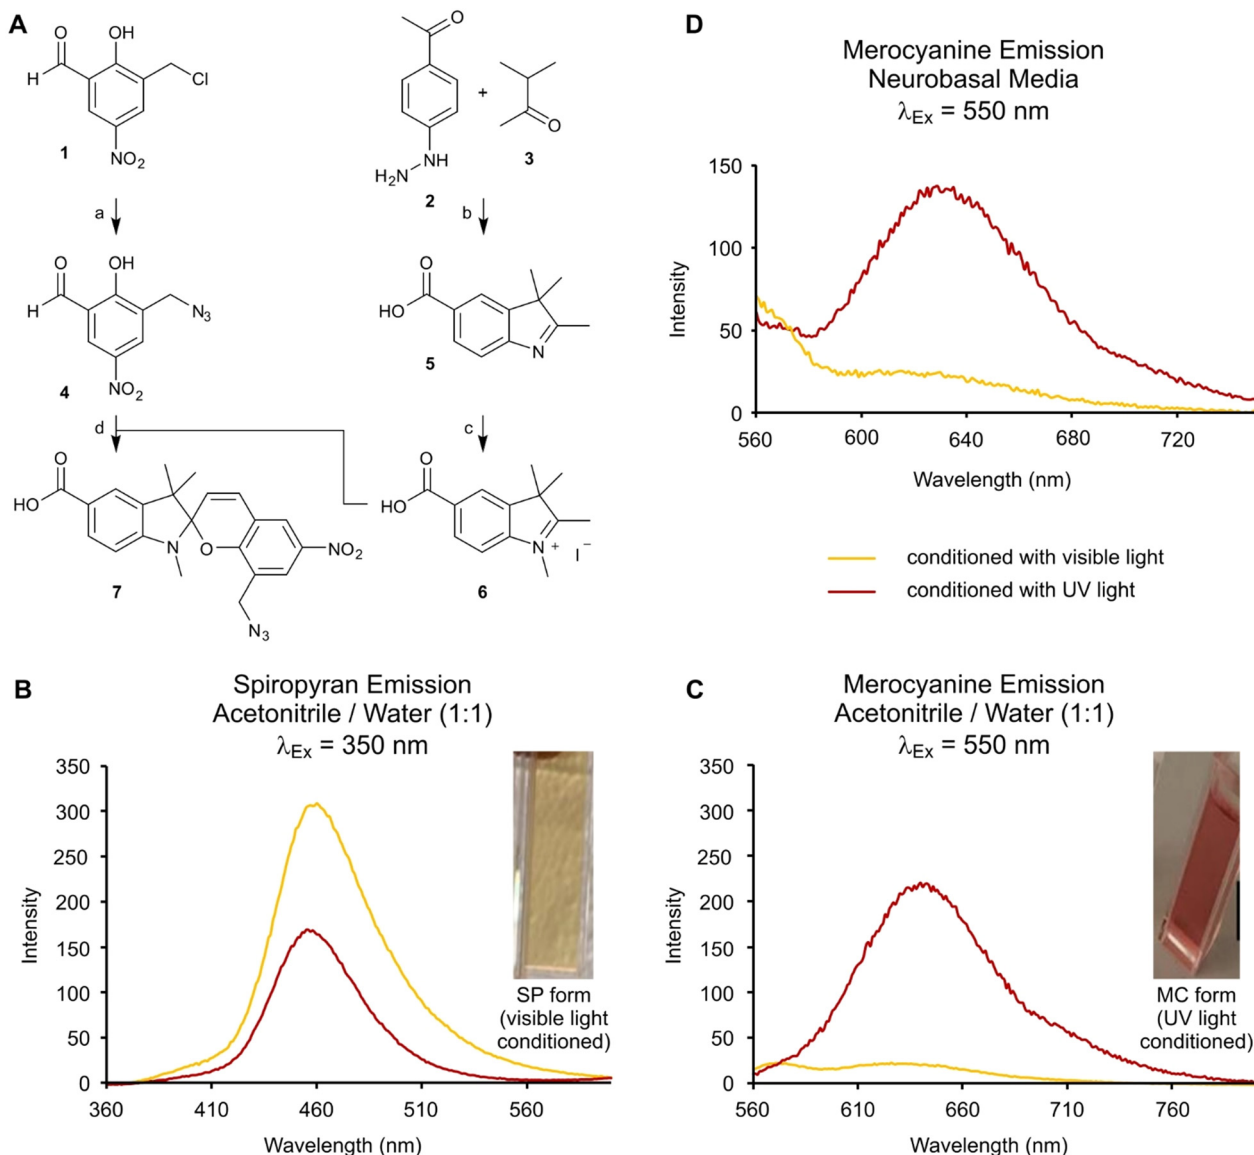 A
O
OH
H
Cl
NO2
1
a
O
OH
H
N3
NO2
4
d
O
HO
N
O
NO2
7
N3
O
+
O
3
NH
H2N
2
b
O
HO
5
N
c
O
HO
N
+
I−
6
D
Merocyanine Emission
Neurobasal Media
λEx = 550 nm
150
100
50
0
Intensity
560 600 640 680 720
Wavelength (nm)
conditioned with visible light
conditioned with UV light
B
Spiropyran Emission
Acetonitrile / Water (1:1)
λEx = 350 nm
350
300
250
200
150
100
50
0
Intensity
360 410 460 510 560
Wavelength (nm)
SP form
(visible light
conditioned)
C
Merocyanine Emission
Acetonitrile / Water (1:1)
λEx = 550 nm
350
300
250
200
150
100
50
0
Intensity
560 610 660 710 760
Wavelength (nm)
MC form
(UV light
conditioned)